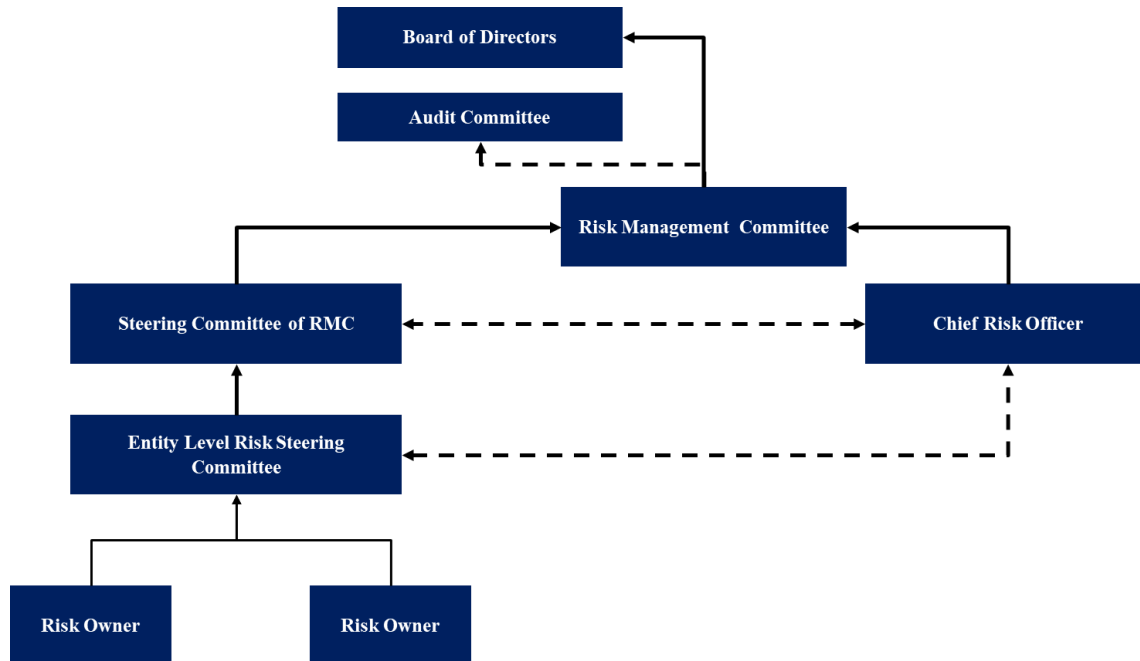 Board of Directors
Audit Committee
Risk Management Committee
Steering Committee of RMC
Chief Risk Officer
Entity Level Risk Steering
Committee
Risk Owner
Risk Owner